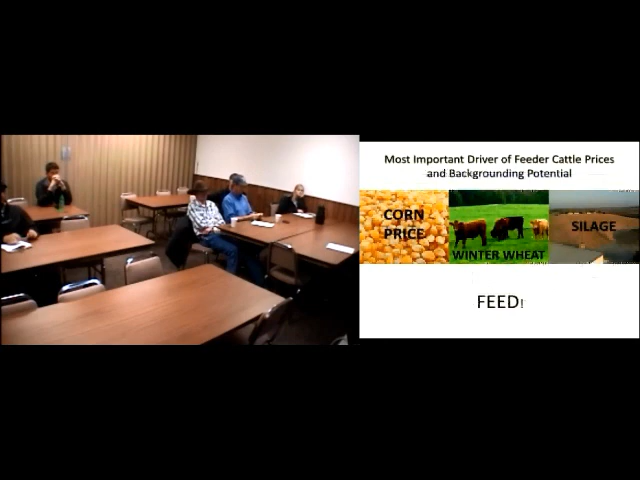 Most Important Driver of Feeder Cattle Prices
and Backgrounding Potential
CORN
PRICE
WINTER WHEAT
SILAGE
FEED!